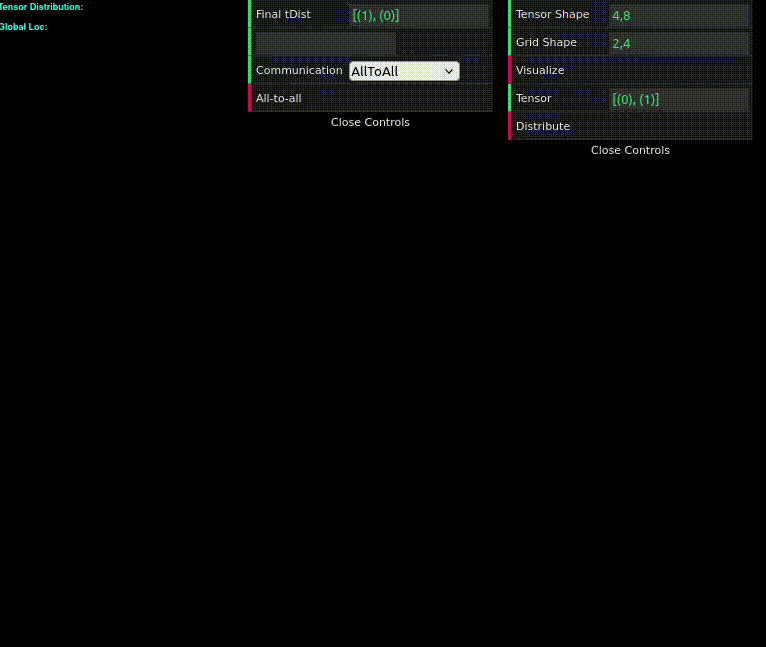 Tensor Distribution:
Global Loc:
Final tDist [(1), (0)]
Communication AllToAll
All-to-all
Close Controls
Tensor Shape 4,8
Grid Shape 2,4
Visualize
Tensor [(0), (1)]
Distribute
Close Controls